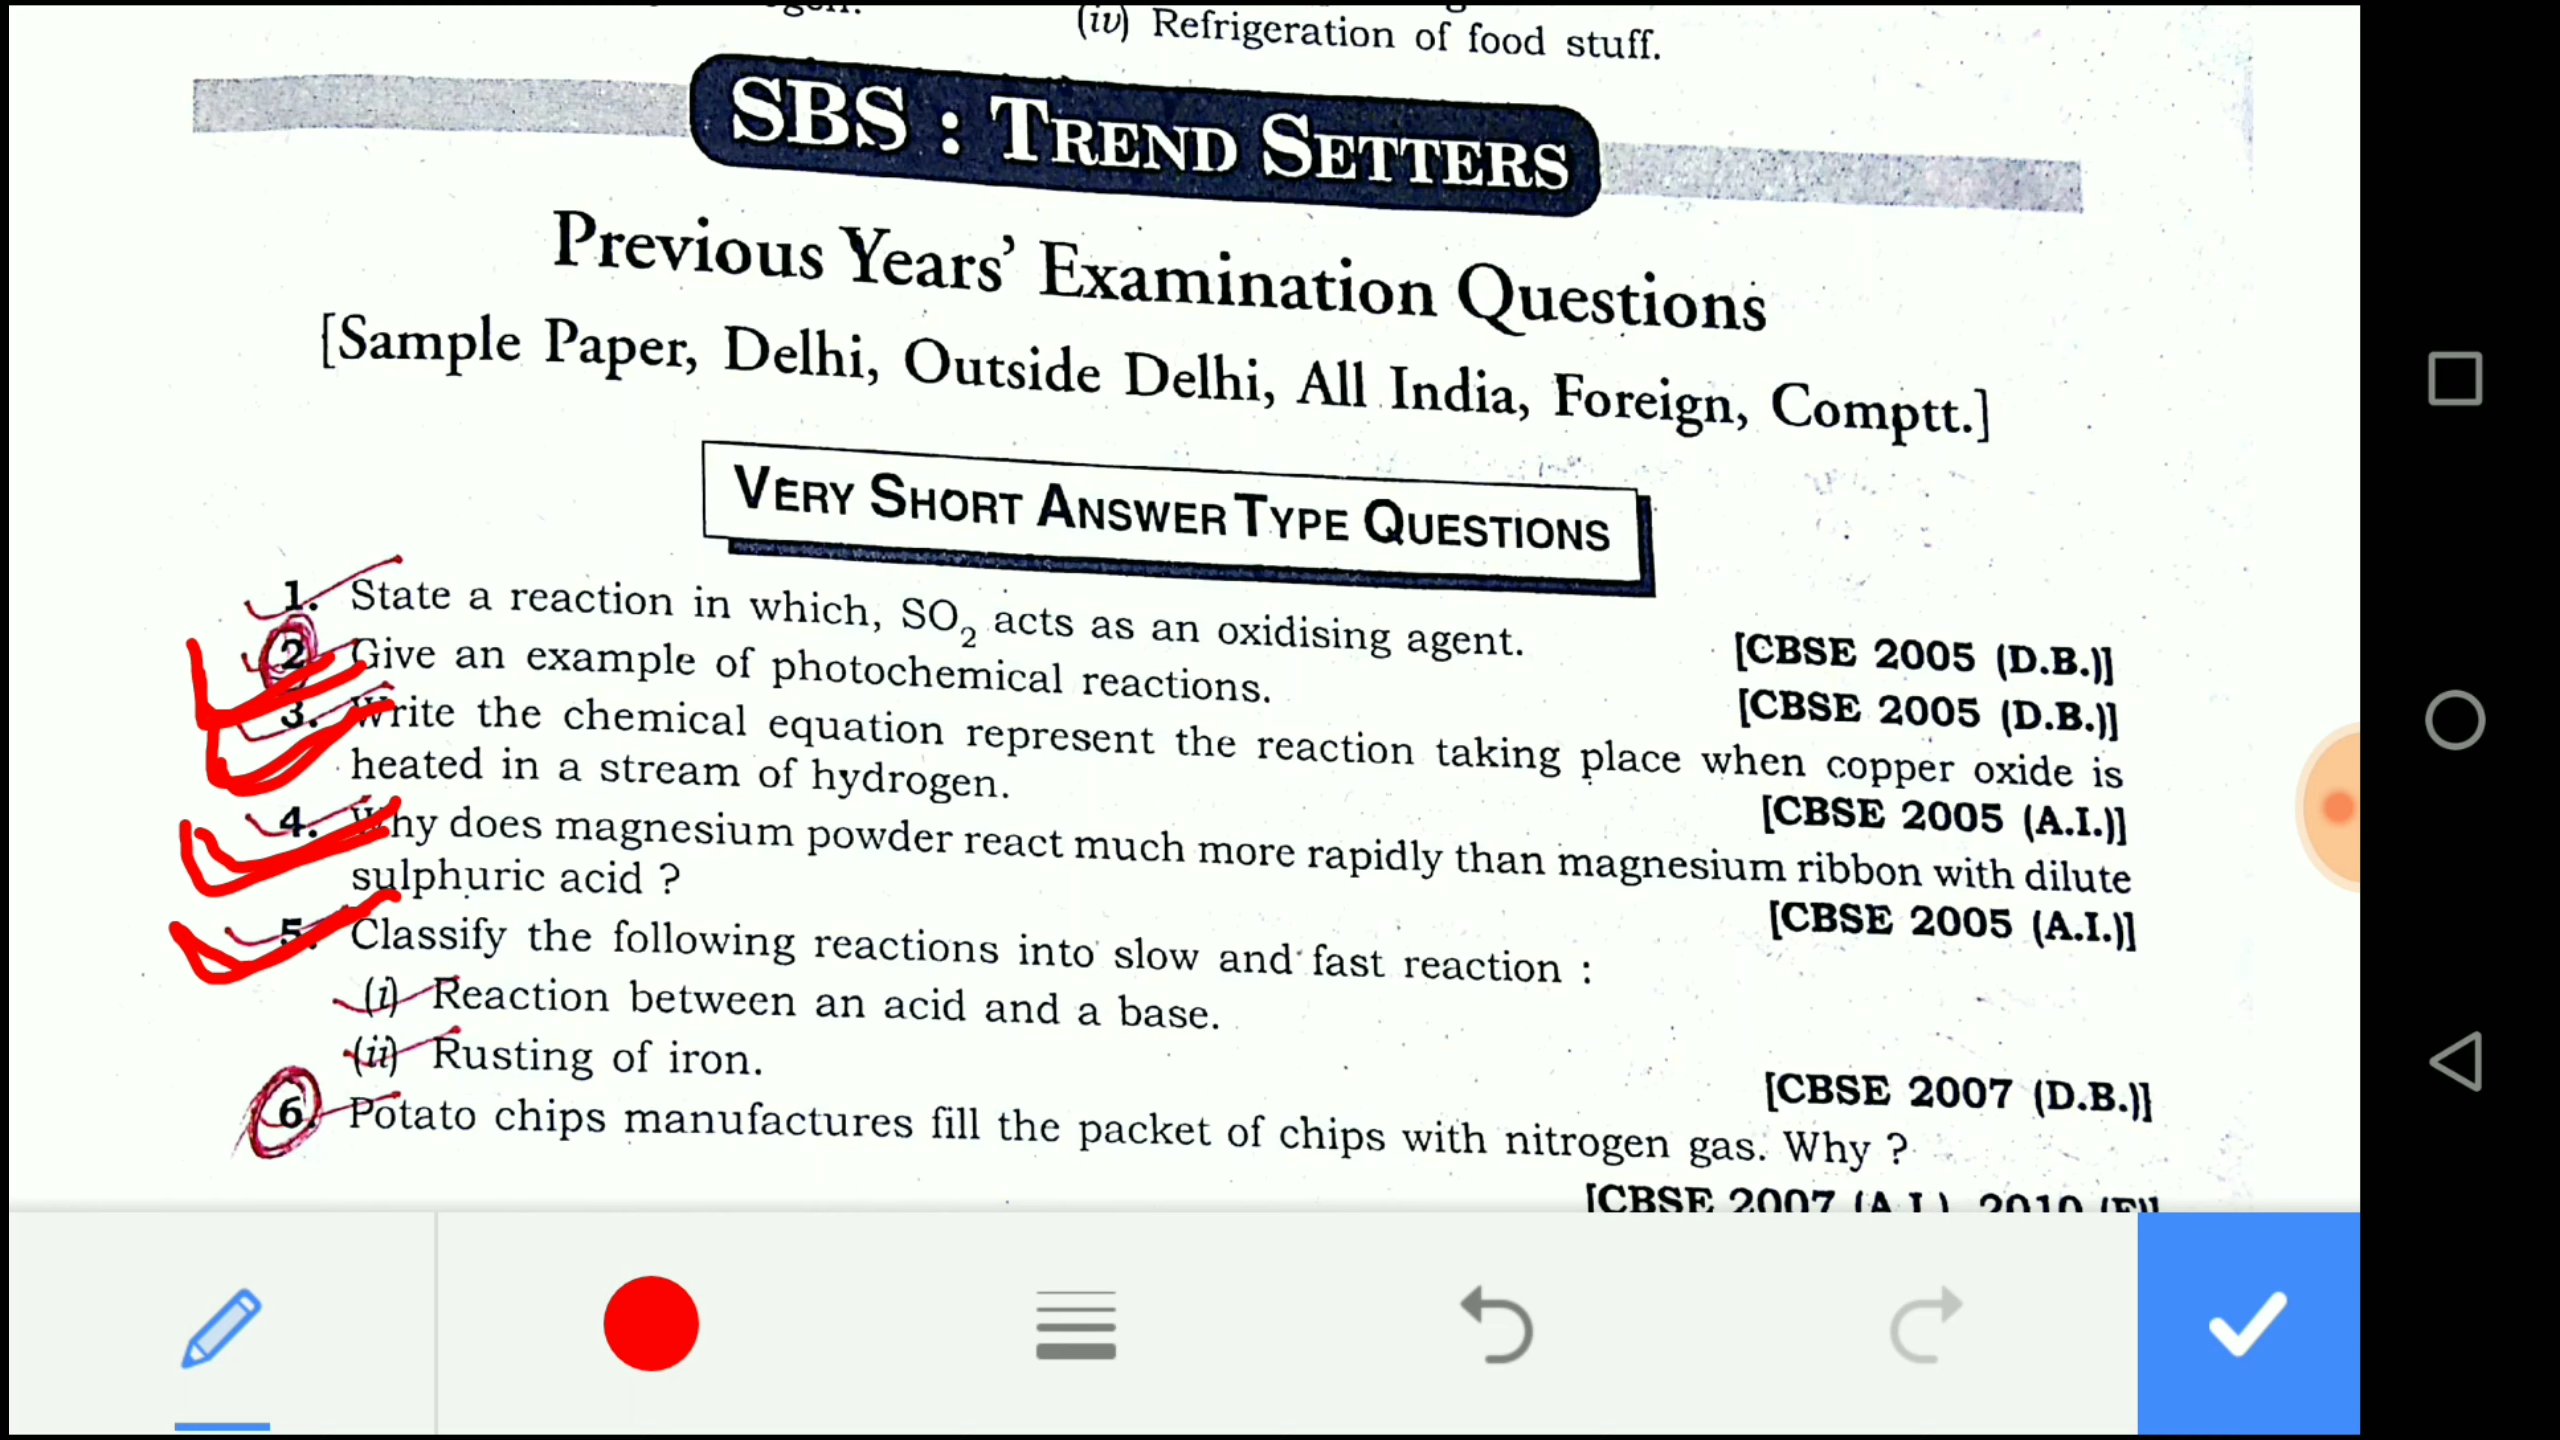 (iv) Refrigeration of food stuff.
SBS : TREND SETTERS
Previous Years' Examination Questions
[Sample Paper, Delhi, Outside Delhi, All India, Foreign, Comptt.]
VERY SHORT ANSWER TYPE QUESTIONS
1. State a reaction in which, SO2 acts as an oxidising agent. [CBSE 2005 (D.B.)]
2. Give an example of photochemical reactions. [CBSE 2005 (D.B.)]
3. Write the chemical equation represent the reaction taking place when copper oxide is
heated in a stream of hydrogen. [CBSE 2005 (A.I.)]
4. Why does magnesium powder react much more rapidly than magnesium ribbon with dilute
sulphuric acid ? [CBSE 2005 (A.I.)]
5. Classify the following reactions into slow and fast reaction :
(i) Reaction between an acid and a base.
(ii) Rusting of iron. [CBSE 2007 (D.B.)]
6. Potato chips manufactures fill the packet of chips with nitrogen gas. Why ?
[CBSE 2007 (A.I.), 2010 (F)]